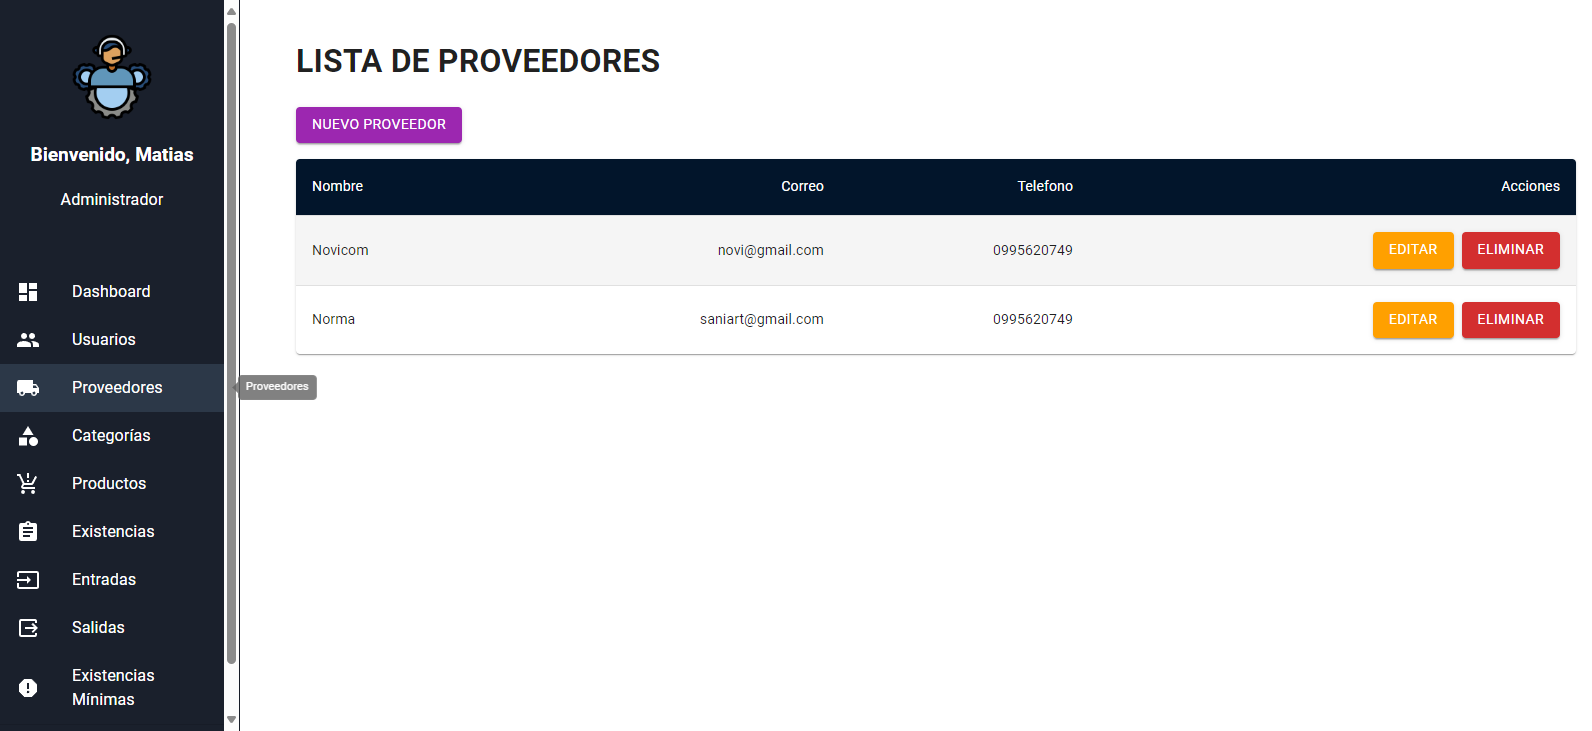 Bienvenido, Matias
Administrador
Dashboard
Usuarios
Proveedores
Categorías
Productos
Existencias
Entradas
Salidas
Existencias
Mínimas
Proveedores
LISTA DE PROVEEDORES
NUEVO PROVEEDOR
Nombre Correo Telefono Acciones
Novicom novi@gmail.com 0995620749 EDITAR ELIMINAR
Norma saniart@gmail.com 0995620749 EDITAR ELIMINAR